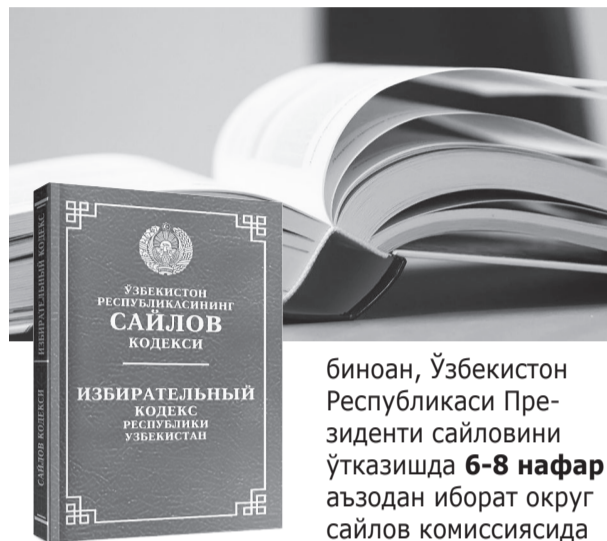 ЎЗБЕКИСТОН
РЕСПУБЛИКАСИНИНГ
САЙЛОВ
КОДЕКСИ
ИЗБИРАТЕЛЬНЫЙ
КОДЕКС
РЕСПУБЛИКИ
УЗБЕКИСТАН
САЙЛОВ КОДЕКСИ
ИЗБИРАТЕЛЬНЫЙ КОДЕКС
биноан, Ўзбекистон
Республикаси Пре-
зиденти сайловини
ўтказишда 6-8 нафар
аъзодан иборат округ
сайлов комиссиясида